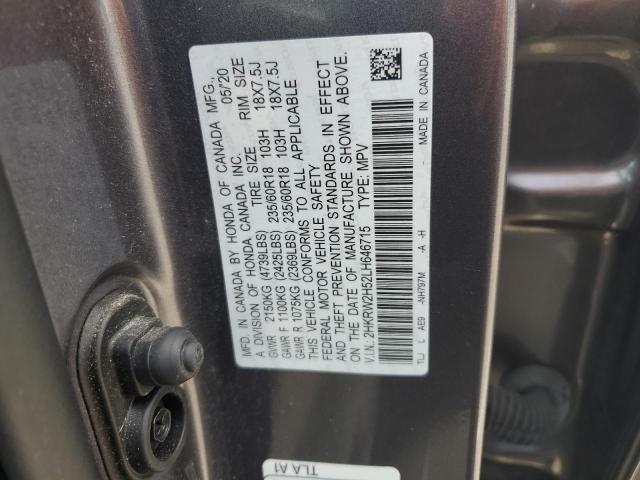 MFD. IN CANADA BY HONDA OF CANADA MFG.,
A DIVISION OF HONDA CANADA INC. 05/20
TIRE SIZE RIM SIZE
GVWR 2150KG (4739LBS)
GAWR F 1100KG (2425LBS) 235/60R18 103H 18X7.5J
GAWR R 1075KG (2369LBS) 235/60R18 103H 18X7.5J
THIS VEHICLE CONFORMS TO ALL APPLICABLE
FEDERAL MOTOR VEHICLE SAFETY
AND THEFT PREVENTION STANDARDS IN EFFECT
ON THE DATE OF MANUFACTURE SHOWN ABOVE.
V.I.N.: 2HKRW2H52LH646715 TYPE: MPV
TLJ L AE9 -NH797M -A -H - MADE IN CANADA
TLA A1